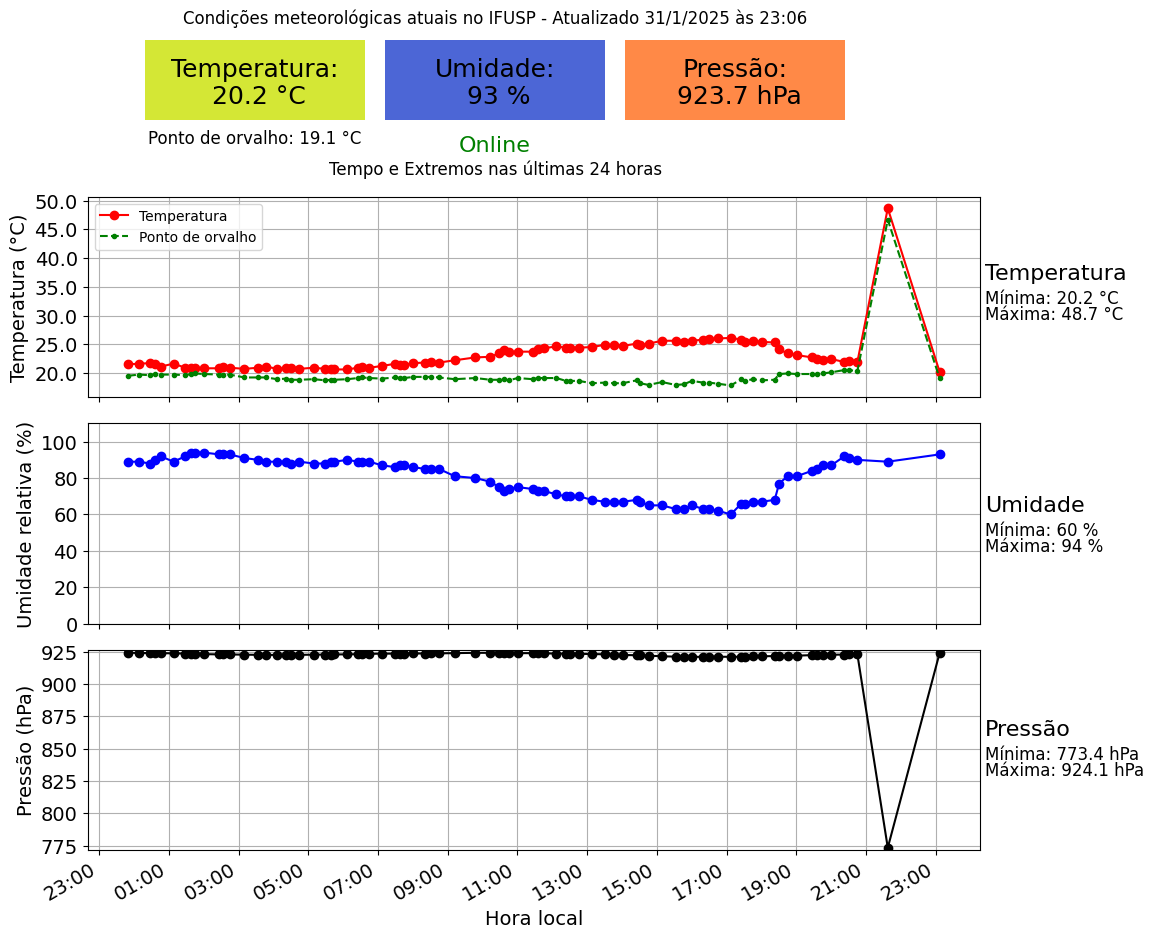 Condições meteorológicas atuais no IFUSP - Atualizado 31/1/2025 às 23:06
Temperatura:
20.2 °C
Umidade:
93 %
Pressão:
923.7 hPa
Ponto de orvalho: 19.1 °C
Online
Tempo e Extremos nas últimas 24 horas
Temperatura (°C)
50.0
45.0
40.0
35.0
30.0
25.0
20.0
Temperatura
Ponto de orvalho
Temperatura
Mínima: 20.2 °C
Máxima: 48.7 °C
Umidade relativa (%)
100
80
60
40
20
0
Umidade
Mínima: 60 %
Máxima: 94 %
Pressão (hPa)
925
900
875
850
825
800
775
Pressão
Mínima: 773.4 hPa
Máxima: 924.1 hPa
23:00 01:00 03:00 05:00 07:00 09:00 11:00 13:00 15:00 17:00 19:00 21:00 23:00
Hora local